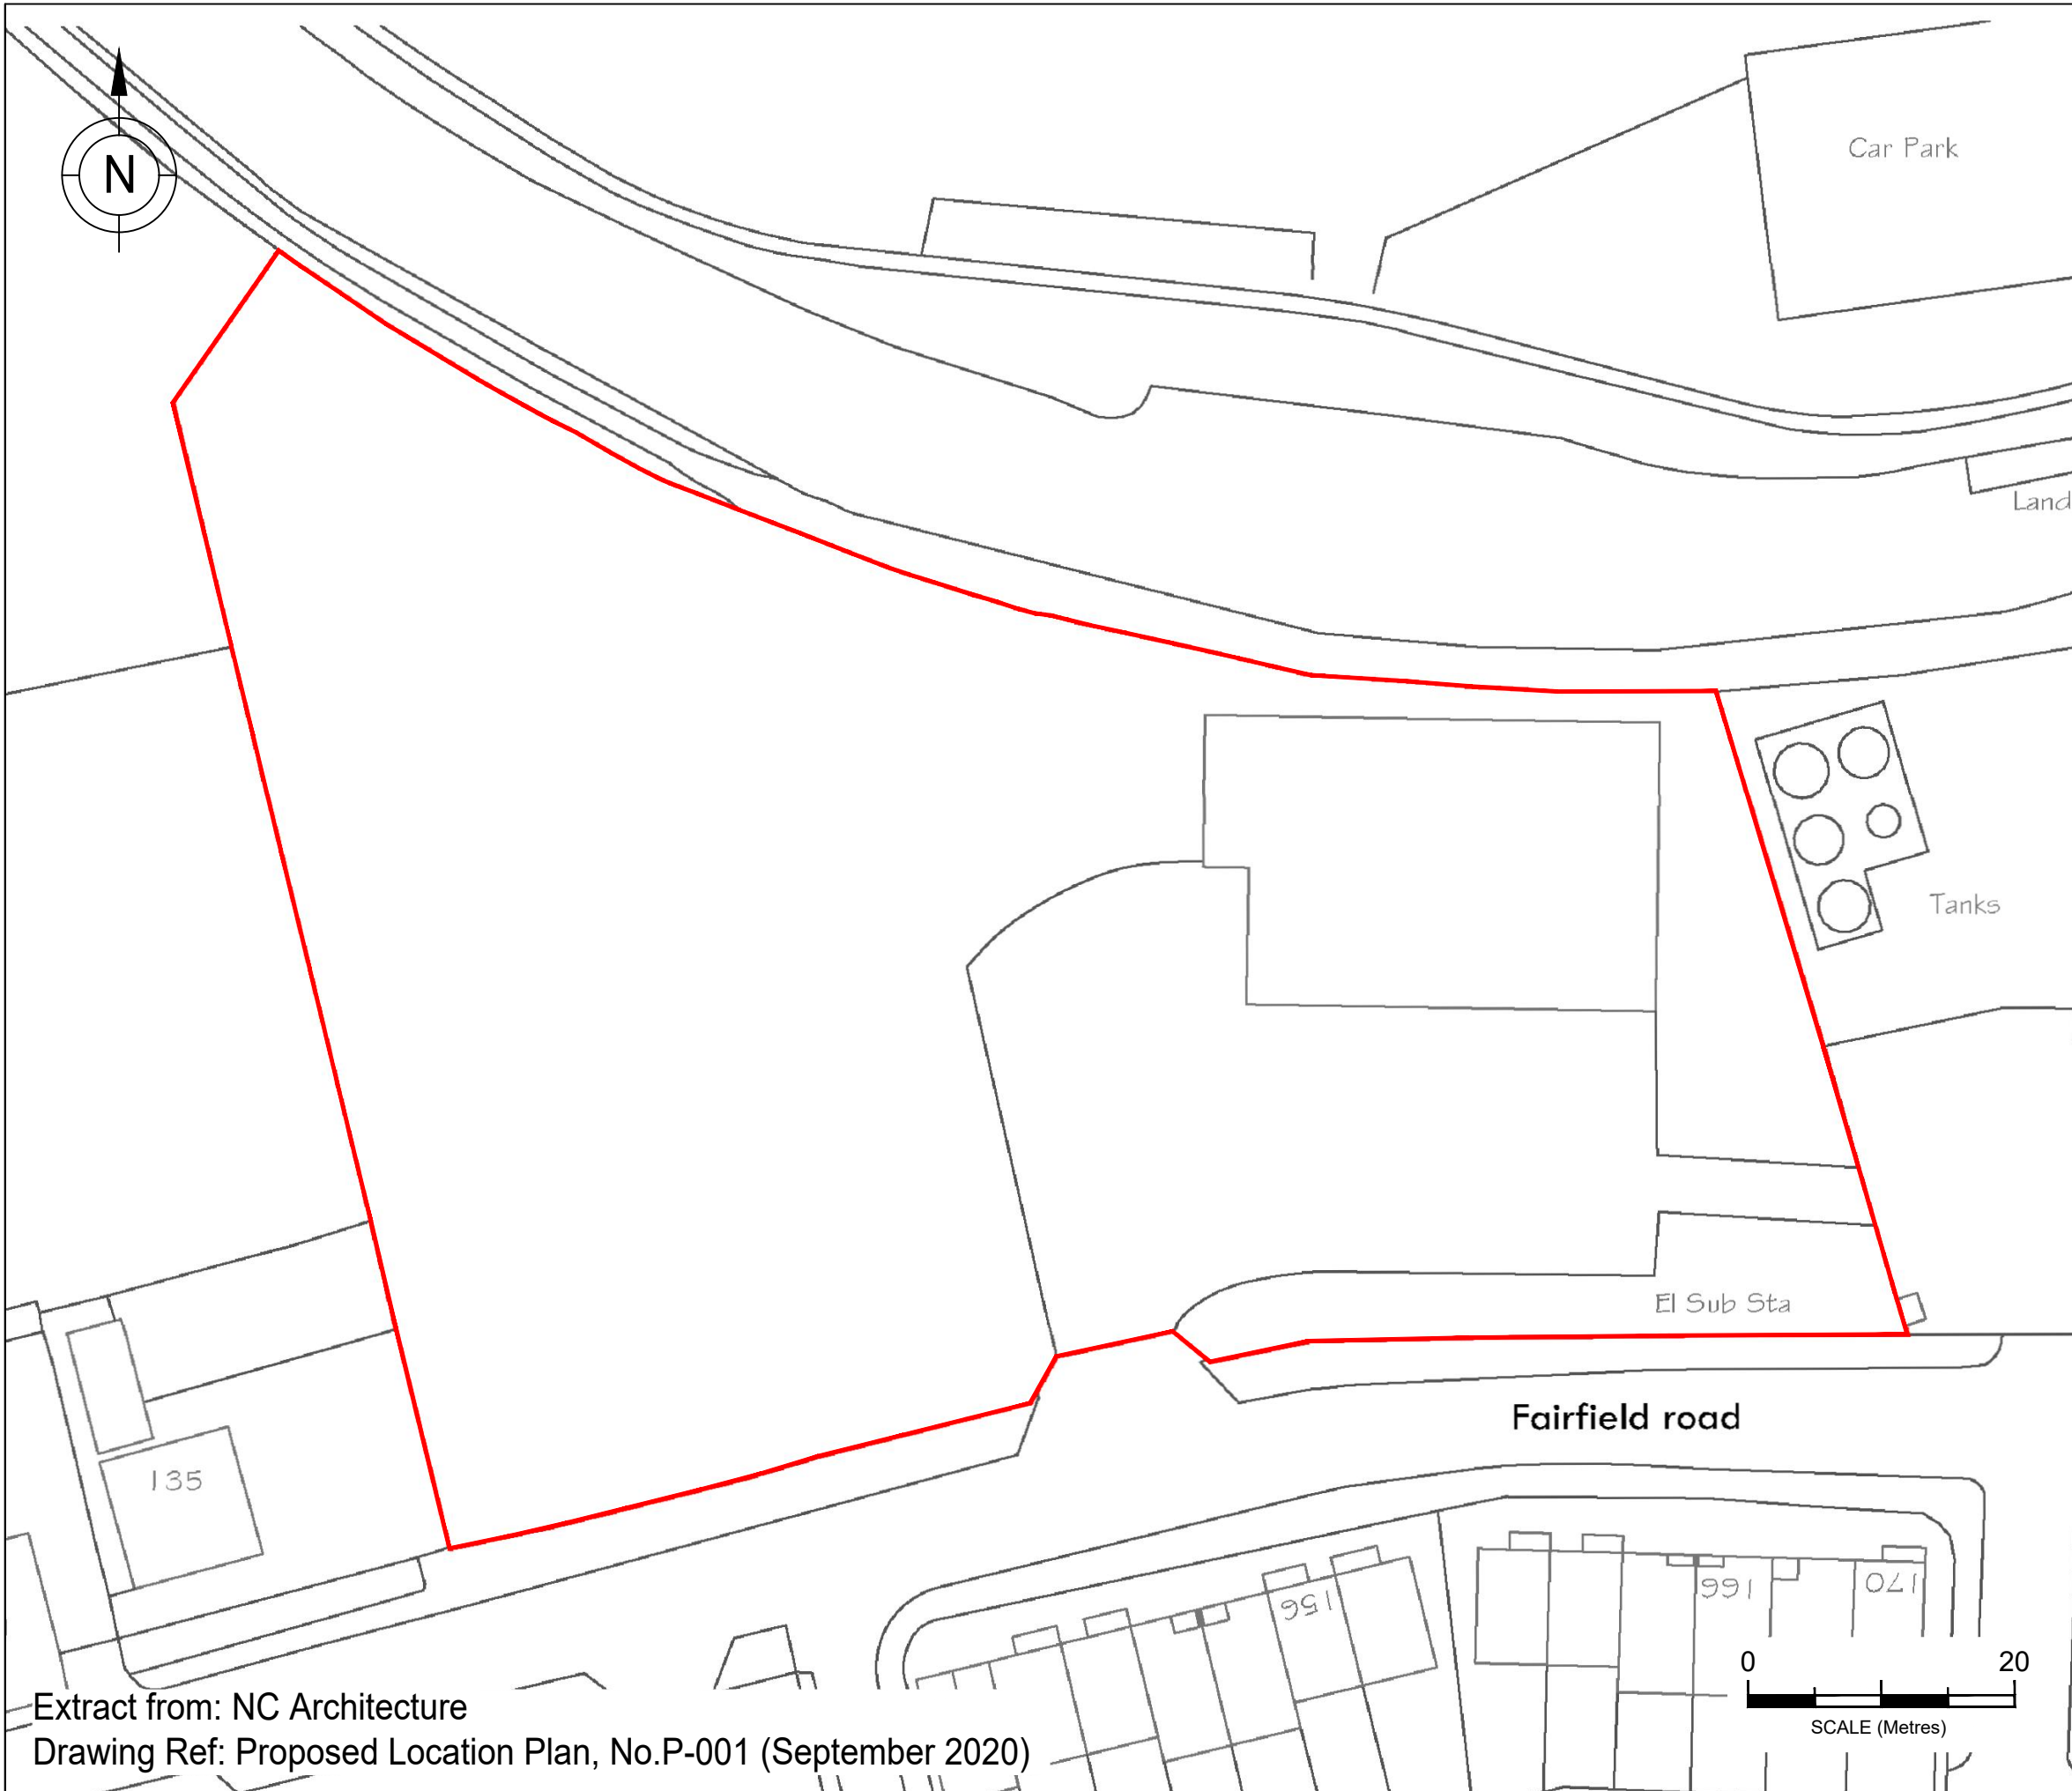 N
Car Park
Land
Tanks
El Sub Sta
Fairfield road
135
156
166
170
0 20
SCALE (Metres)
Extract from: NC Architecture
Drawing Ref: Proposed Location Plan, No.P-001 (September 2020)